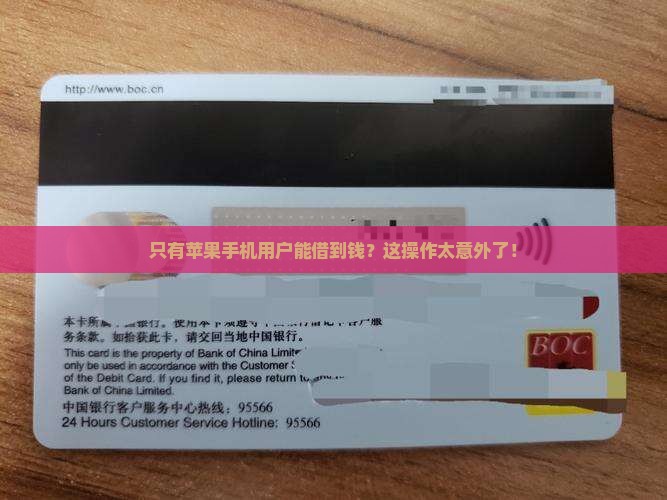 http://www.boc.cn
只有苹果手机用户能借到钱？这操作太意外了！
本卡所属
务条款。如拾获此卡，请交回当地中国银行。
This card is the property of Bank of China
only be used in accordance with the Customer
of the Debit Card. If you find it, please return to
Bank of China Limited.
BOC
中国银行客户服务中心热线：95566
24 Hours Customer Service Hotline: 95566